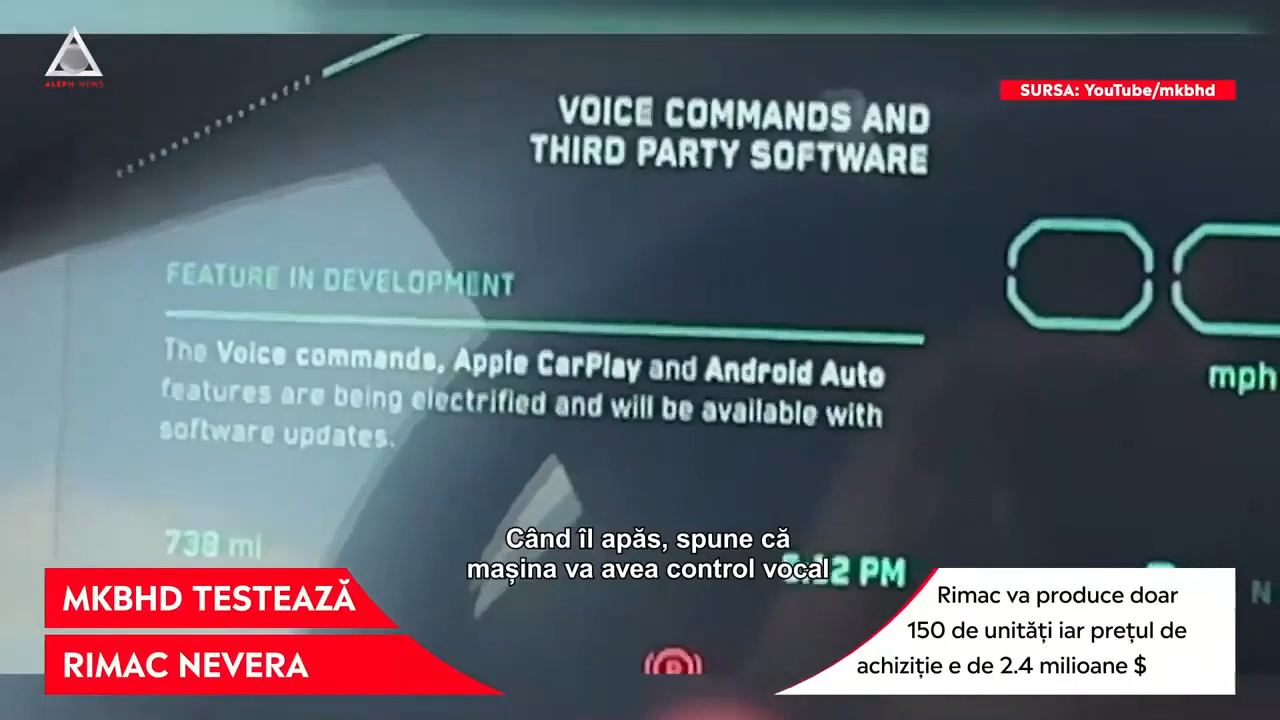 ALEPH NEWS
SURSA: YouTube/mkbhd
VOICE COMMANDS AND
THIRD PARTY SOFTWARE
FEATURE IN DEVELOPMENT
The Voice commands, Apple CarPlay and Android Auto
features are being electrified and will be available with
software updates.
mph
738 mi
Când îl apăs, spune că
mașina va avea control vocal
12 PM
N
MKBHD TESTEAZĂ
RIMAC NEVERA
Rimac va produce doar
150 de unități iar prețul de
achiziție e de 2.4 milioane $